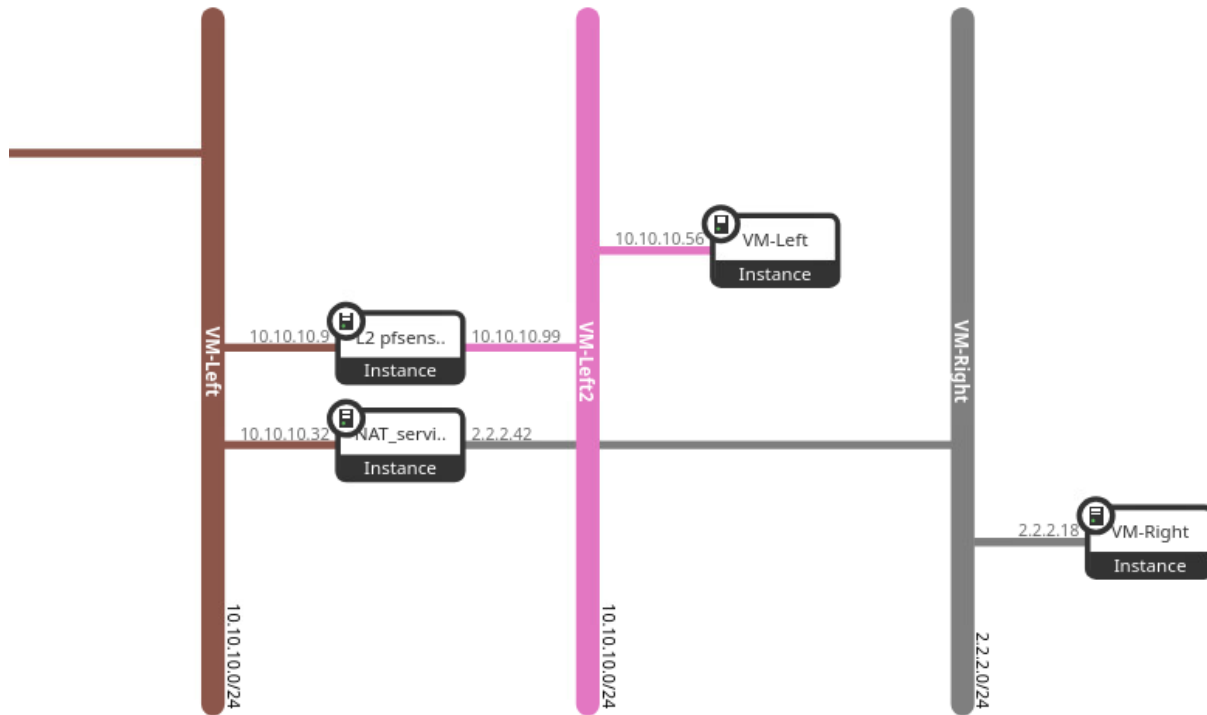 10.10.10.56
VM-Left
Instance
10.10.10.9
L2 pfsens..
10.10.10.99
Instance
VM-Left
VM-Left2
VM-Right
10.10.10.32
NAT_servi..
2.2.2.42
Instance
2.2.2.18
VM-Right
Instance
10.10.10.0/24
10.10.10.0/24
2.2.2.0/24